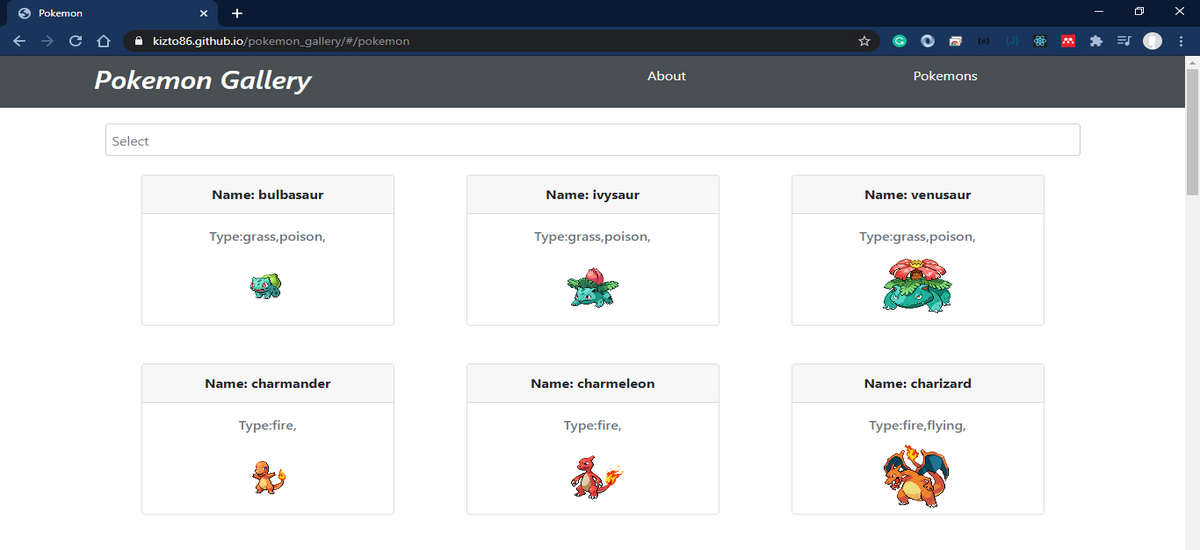 Pokemon
kizto86.github.io/pokemon_gallery/#/pokemon
Pokemon Gallery About Pokemons
Select
Name: bulbasaur Name: ivysaur Name: venusaur
Type:grass,poison, Type:grass,poison, Type:grass,poison,
Name: charmander Name: charmeleon Name: charizard
Type:fire, Type:fire, Type:fire,flying,